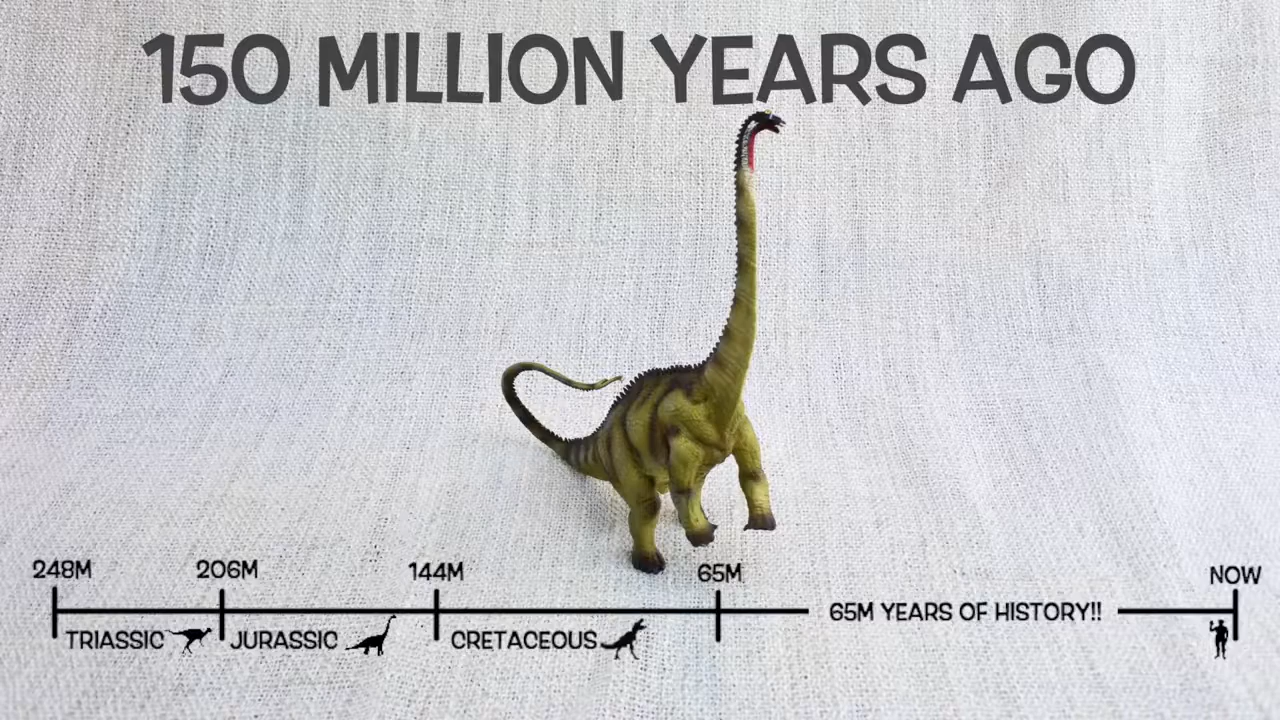 150 MILLION YEARS AGO
248M 206M 144M 65M NOW
65M YEARS OF HISTORY!!
TRIASSIC JURASSIC CRETACEOUS